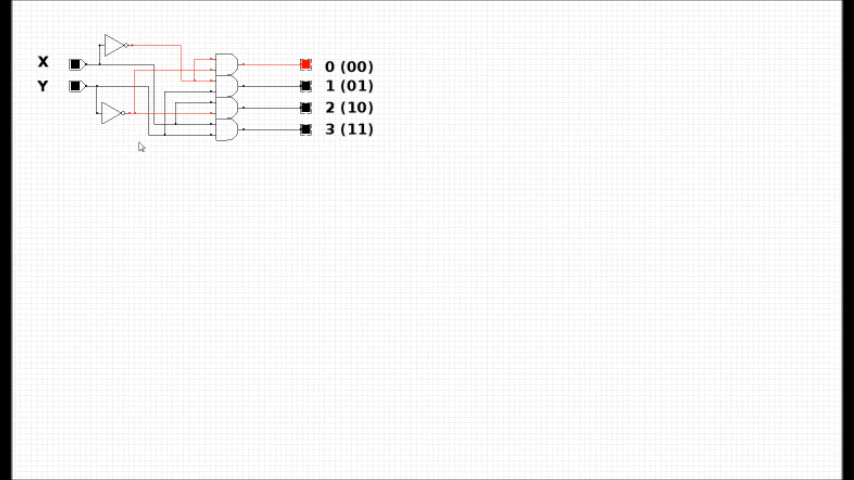 X
0 (00)
Y
1 (01)
2 (10)
3 (11)